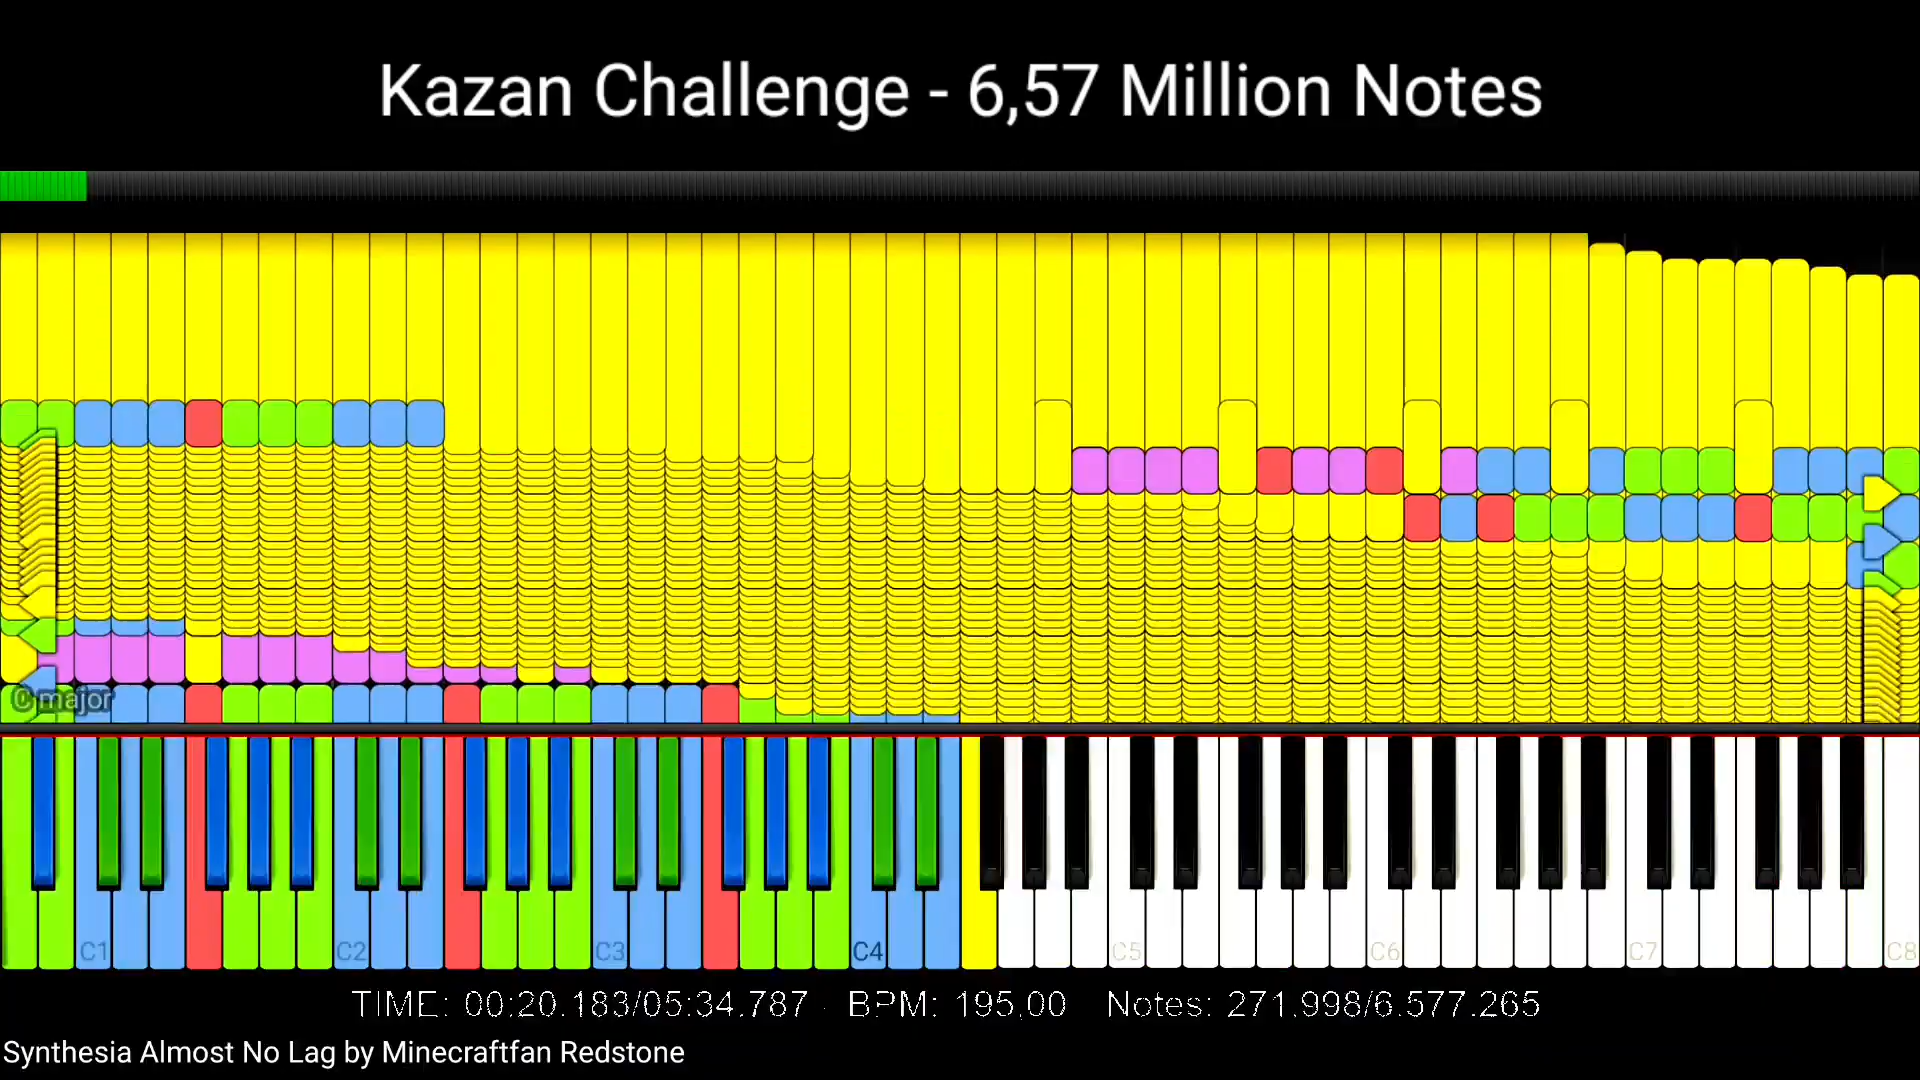 Kazan Challenge - 6,57 Million Notes
C major
C1 C2 C3 C4 C5 C6 C7 C8
TIME: 00:20.183/05:34.787 - BPM: 195,00 Notes: 271.998/6.577.265
Synthesia Almost No Lag by Minecraftfan Redstone